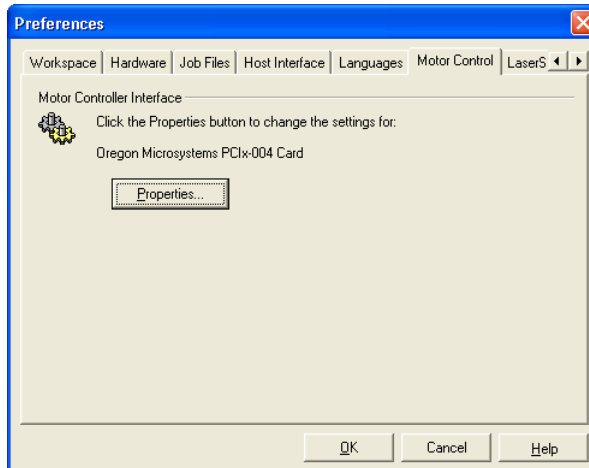 Preferences
Workspace Hardware Job Files Host Interface Languages Motor Control LaserS
Motor Controller Interface
Click the Properties button to change the settings for:
Oregon Microsystems PCIx-004 Card
Properties...
OK Cancel Help